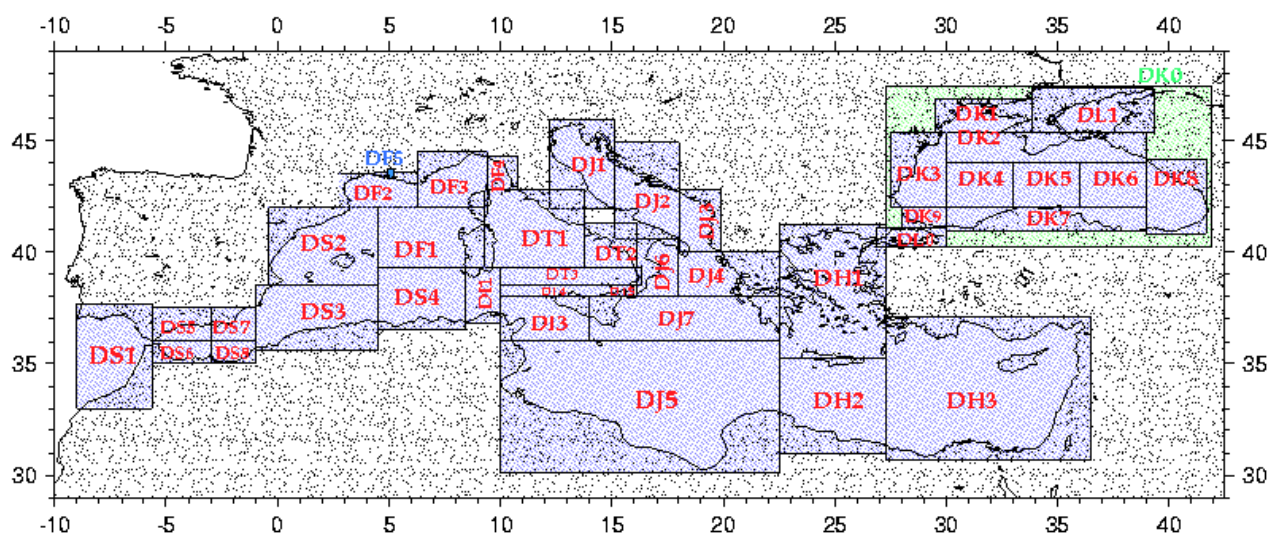 -10 -5 0 5 10 15 20 25 30 35 40
DK0
DK1
DL1
45
45
DK2
DF5
DJ1
DF3
DF4
DK3
DK4
DK5
DK6
DK8
DF2
DJ2
DK9
DK7
DJ3
DS2
DF1
DT1
DT2
40
40
DT3
DJ6
DJ4
DH1
DS4
DI1
DS3
DI3
DJ7
DS5
DS7
DS1
DS6
DS8
35
35
DJ5
DH2
DH3
30
30
-10 -5 0 5 10 15 20 25 30 35 40